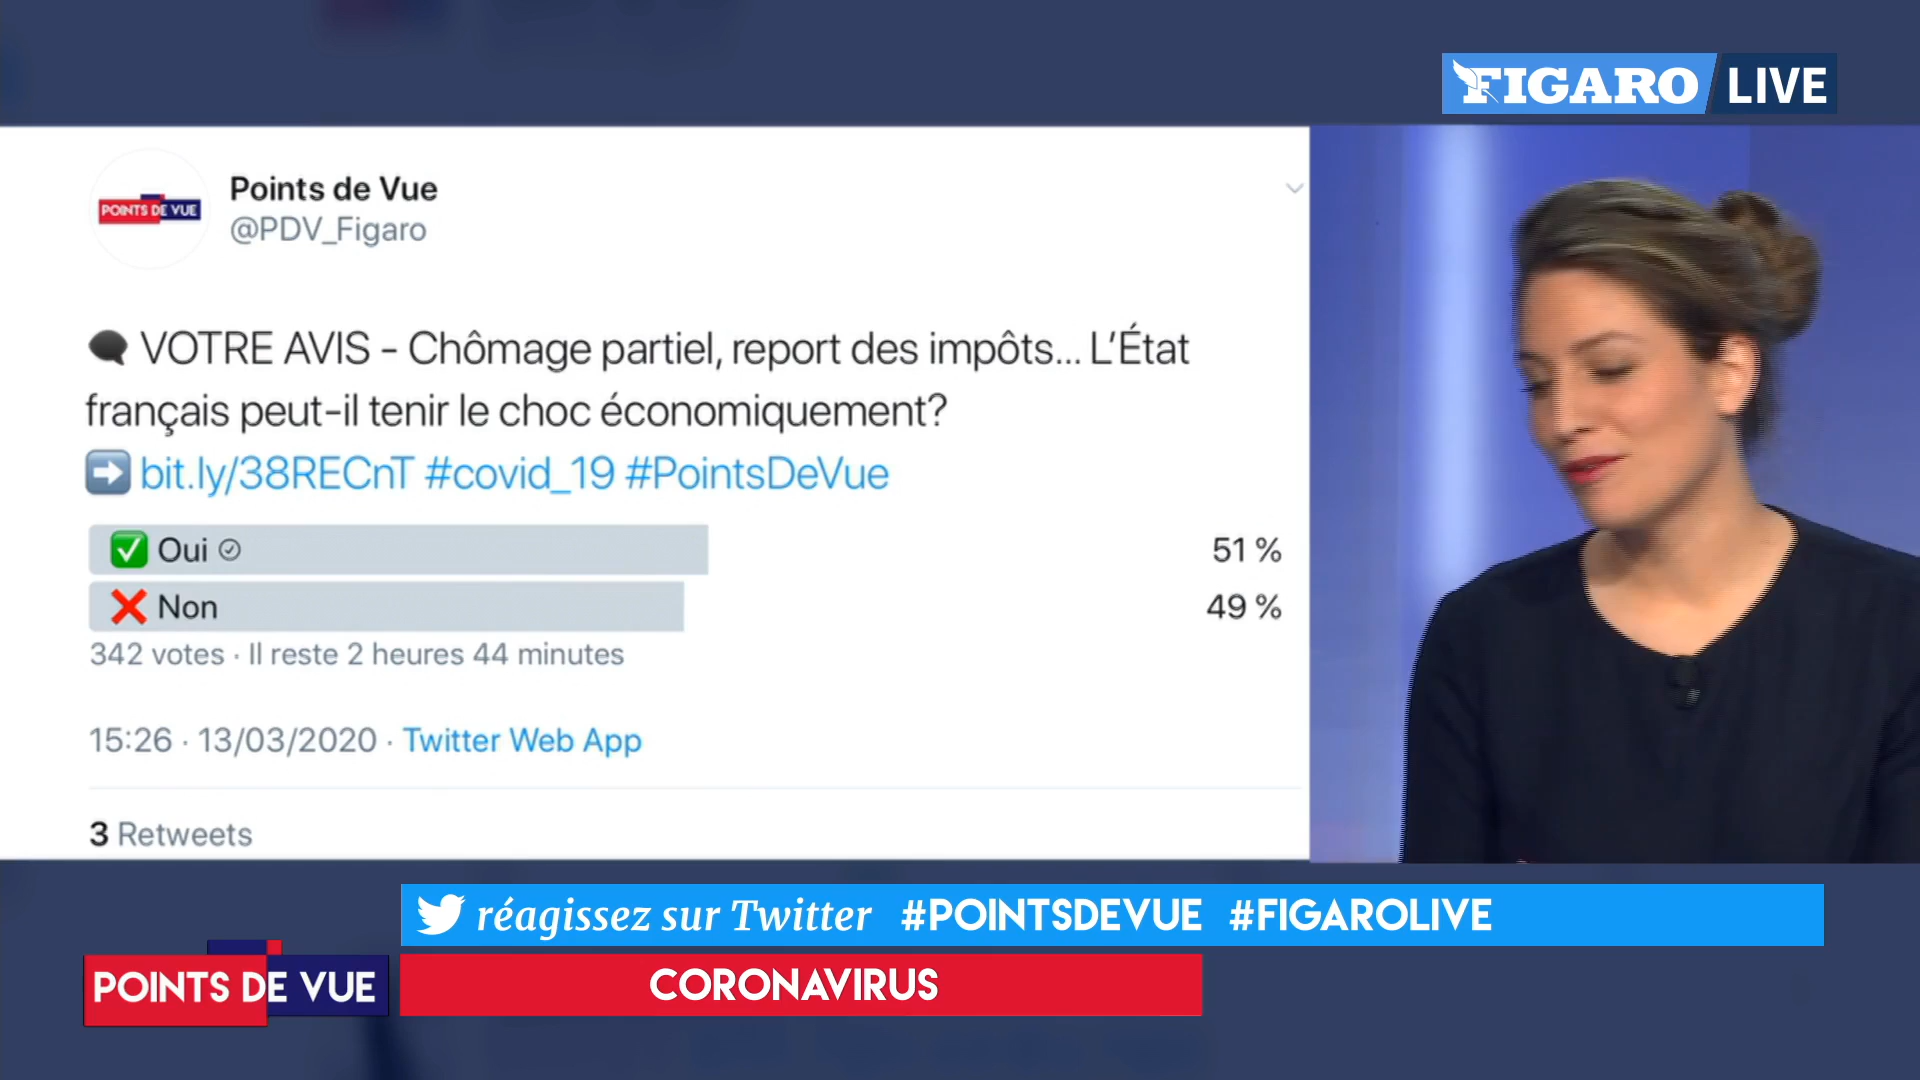 FIGARO LIVE
POINTS DE VUE
Points de Vue
@PDV_Figaro
VOTRE AVIS - Chômage partiel, report des impôts... L'État
français peut-il tenir le choc économiquement?
bit.ly/38RECnT #covid_19 #PointsDeVue
Oui 51 %
Non 49 %
342 votes · Il reste 2 heures 44 minutes
15:26 · 13/03/2020 · Twitter Web App
3 Retweets
réagissez sur Twitter #POINTSDEVUE #FIGAROLIVE
POINTS DE VUE
CORONAVIRUS